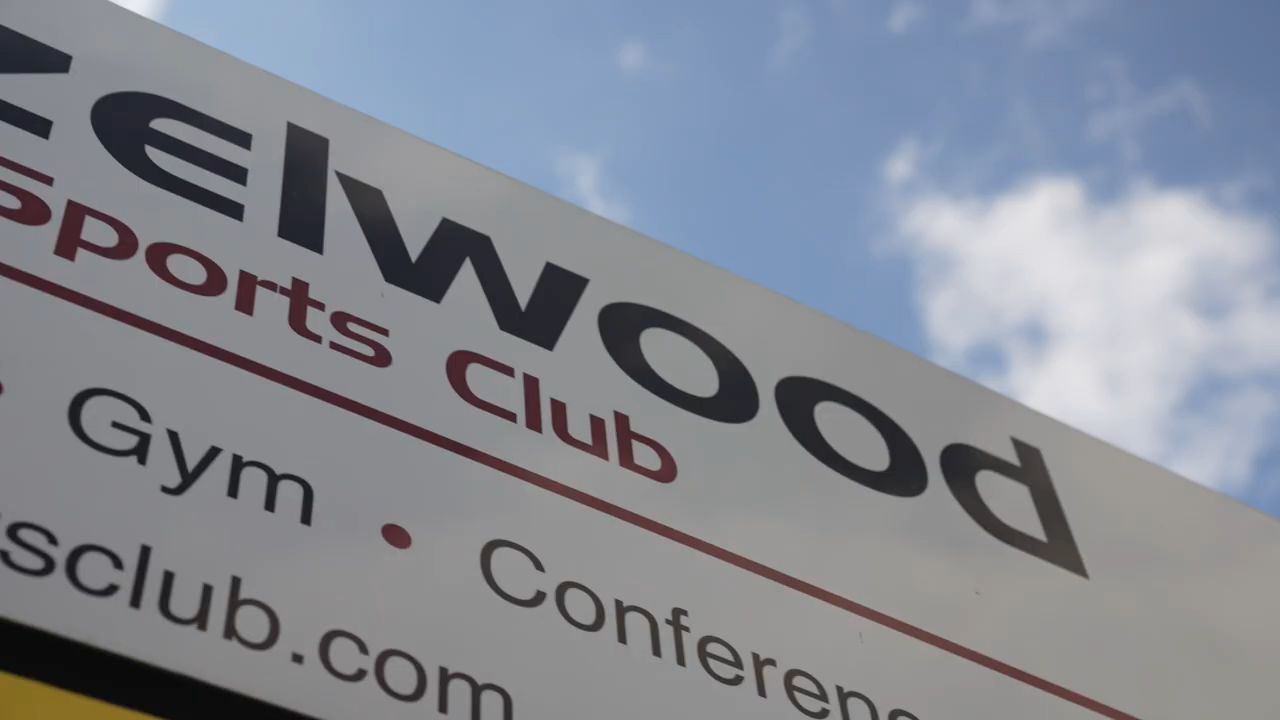 zelwood
Sports Club
• Gym • Conferen
sclub.com